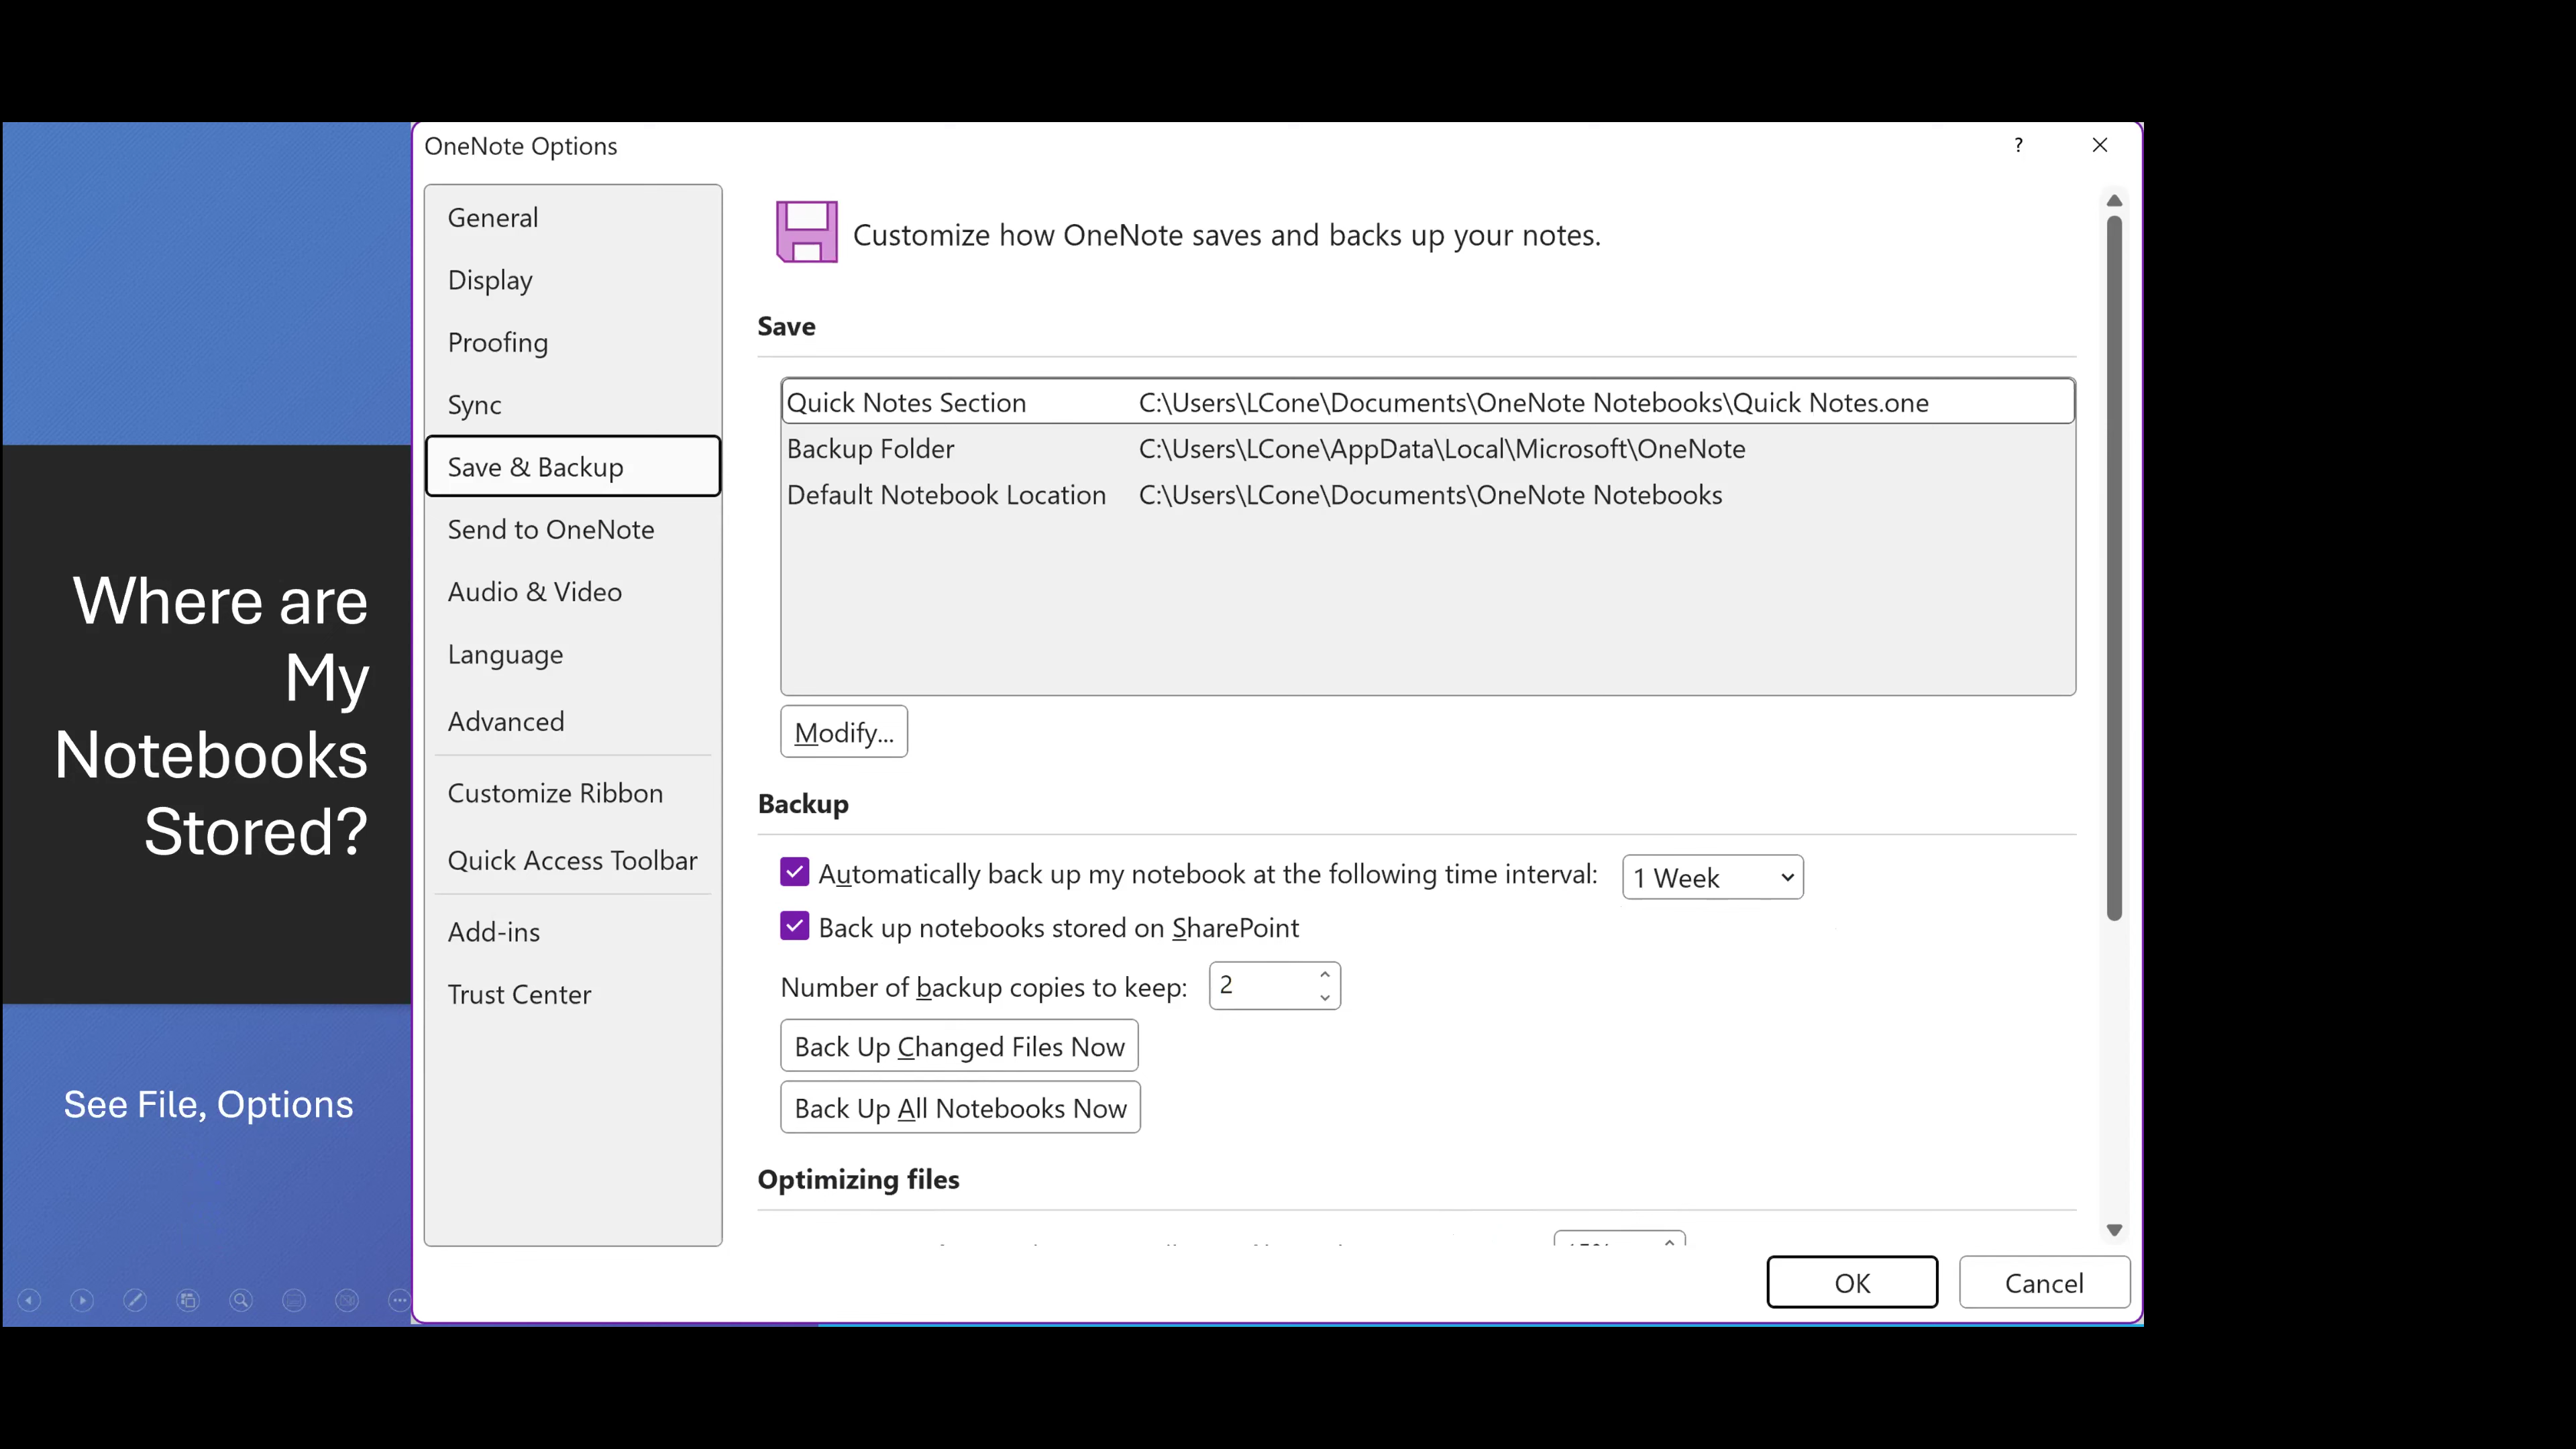 Where are
My
Notebooks
Stored?
See File, Options
OneNote Options
?
General
Display
Proofing
Sync
Save & Backup
Send to OneNote
Audio & Video
Language
Advanced
Customize Ribbon
Quick Access Toolbar
Add-ins
Trust Center
Customize how OneNote saves and backs up your notes.
Save
Quick Notes Section C:\Users\LCone\Documents\OneNote Notebooks\Quick Notes.one
Backup Folder C:\Users\LCone\AppData\Local\Microsoft\OneNote
Default Notebook Location C:\Users\LCone\Documents\OneNote Notebooks
Modify...
Backup
Automatically back up my notebook at the following time interval: 1 Week
Back up notebooks stored on SharePoint
Number of backup copies to keep: 2
Back Up Changed Files Now
Back Up All Notebooks Now
Optimizing files
OK Cancel